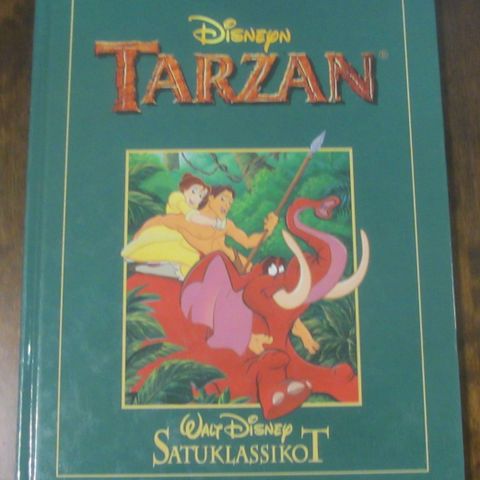 DISNEYN
TARZAN®
WALT DISNEY
SATUKLASSIKOT